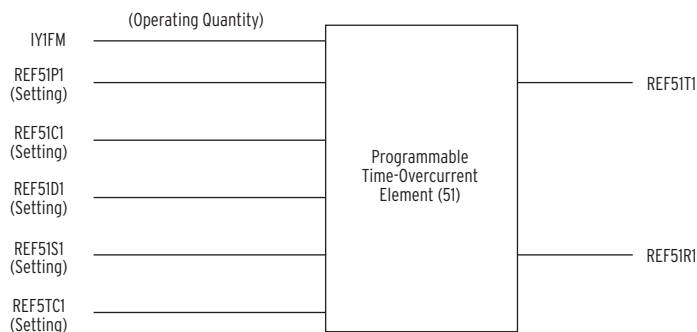 (Operating Quantity)
IY1FM
REF51P1
(Setting)
REF51C1
(Setting)
REF51D1
(Setting)
REF51S1
(Setting)
REF5TC1
(Setting)
Programmable
Time-Overcurrent
Element (51)
REF51T1
REF51R1